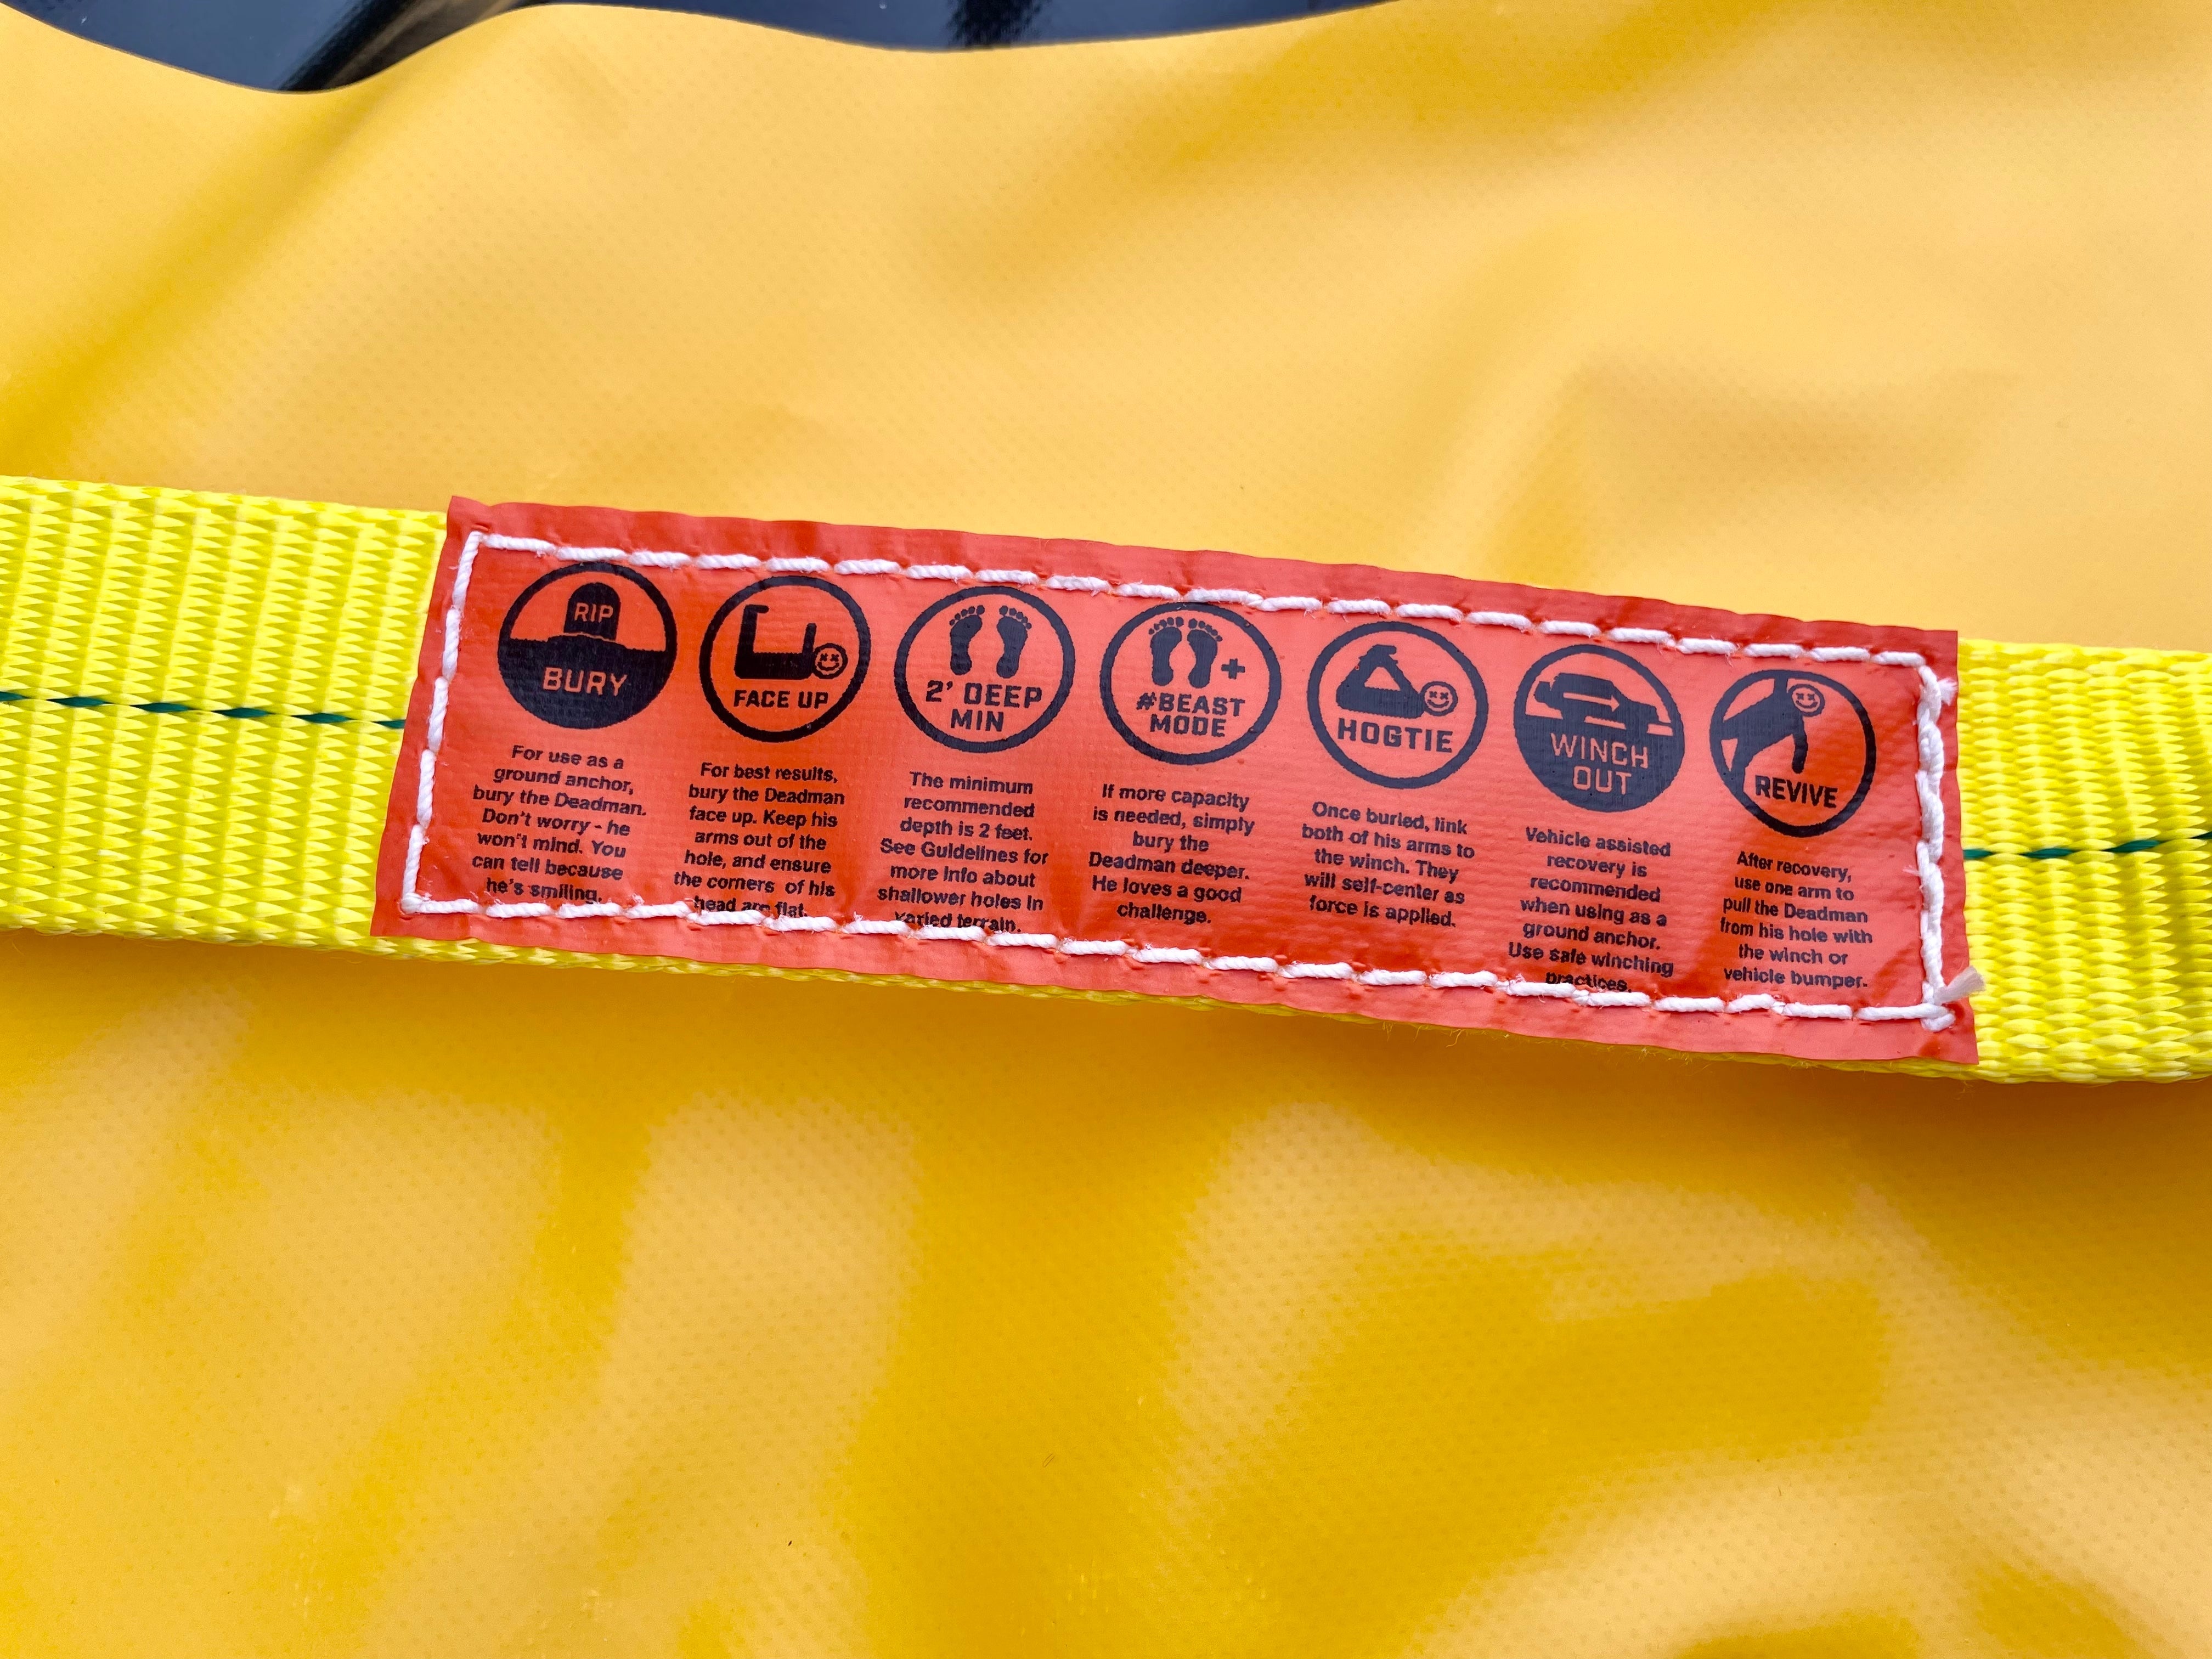 RIP
BURY
For use as a
ground anchor,
bury the Deadman.
Don't worry - he
won't mind. You
can tell because
he's smiling.
FACE UP
For best results,
bury the Deadman
face up. Keep his
arms out of the
hole, and ensure
the corners of his
head are flat.
2' DEEP
MIN
The minimum
recommended
depth is 2 feet.
See Guidelines for
more info about
shallower holes in
varied terrain.
+
#BEAST
MODE
If more capacity
is needed, simply
bury the
Deadman deeper.
He loves a good
challenge.
HOGTIE
Once buried, link
both of his arms to
the winch. They
will self-center as
force is applied.
WINCH
OUT
Vehicle assisted
recovery is
recommended
when using as a
ground anchor.
Use safe winching
practices.
REVIVE
After recovery,
use one arm to
pull the Deadman
from his hole with
the winch or
vehicle bumper.